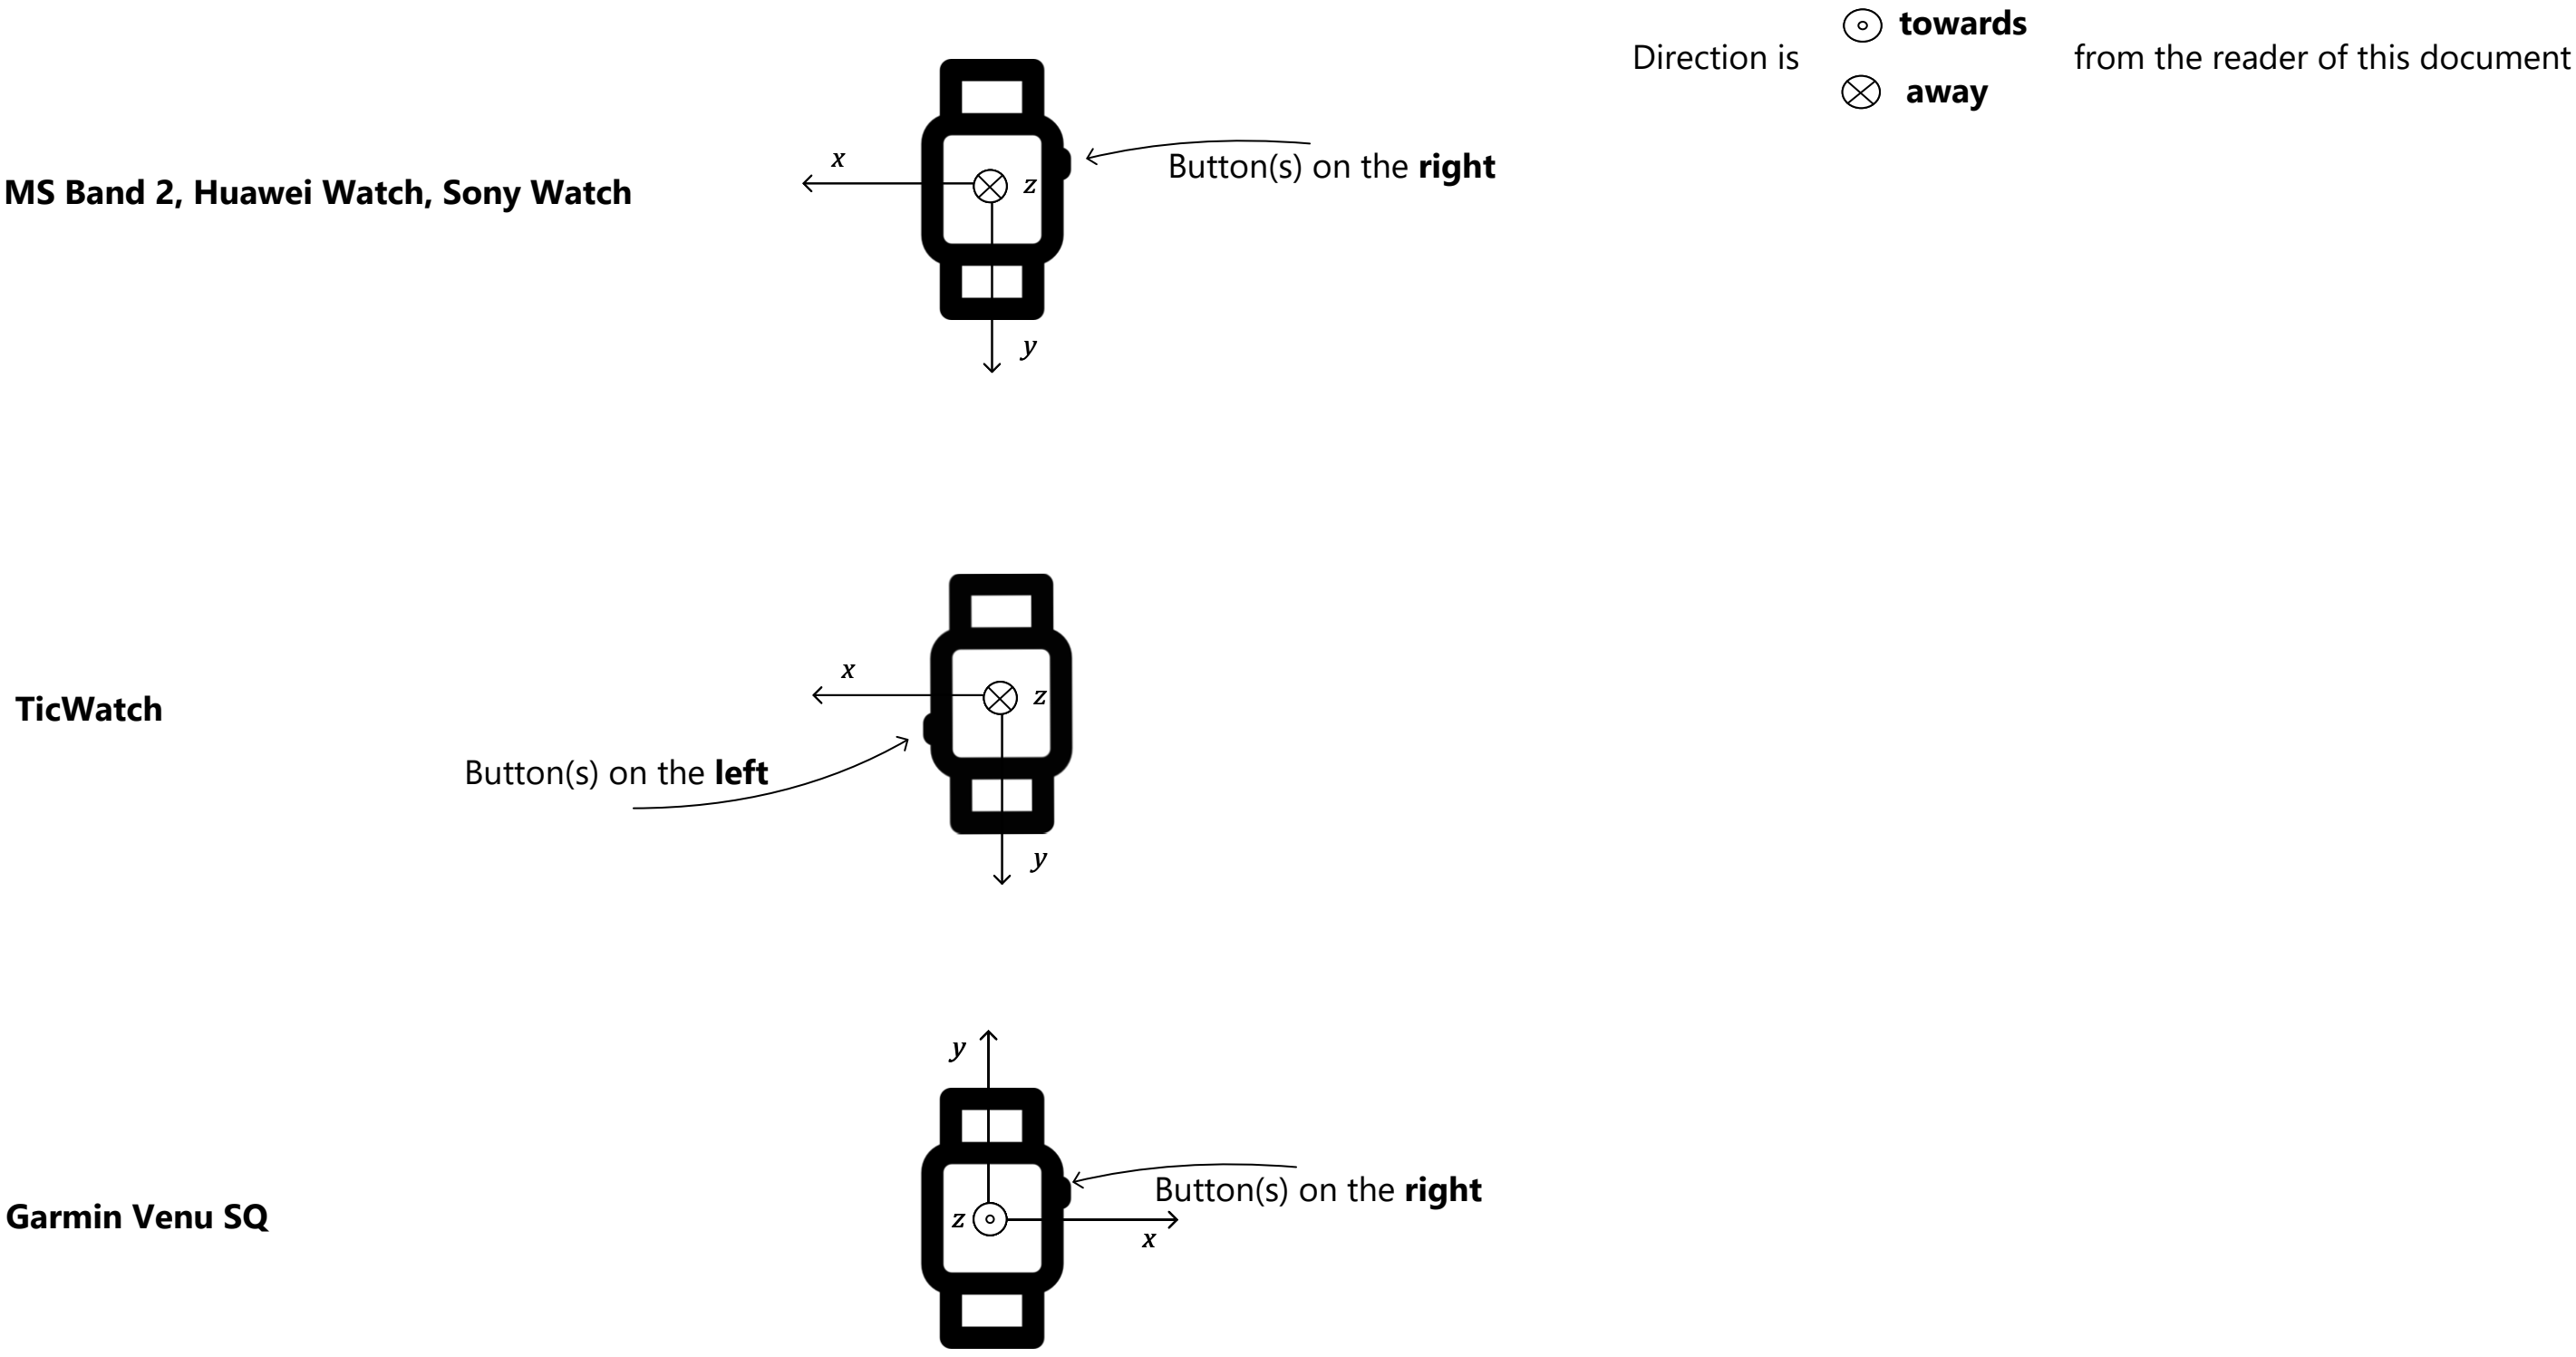 towards
Direction is from the reader of this document
away
x
Button(s) on the right
MS Band 2, Huawei Watch, Sony Watch
z
y
x
z
TicWatch
Button(s) on the left
y
y
Button(s) on the right
Garmin Venu SQ
z
x